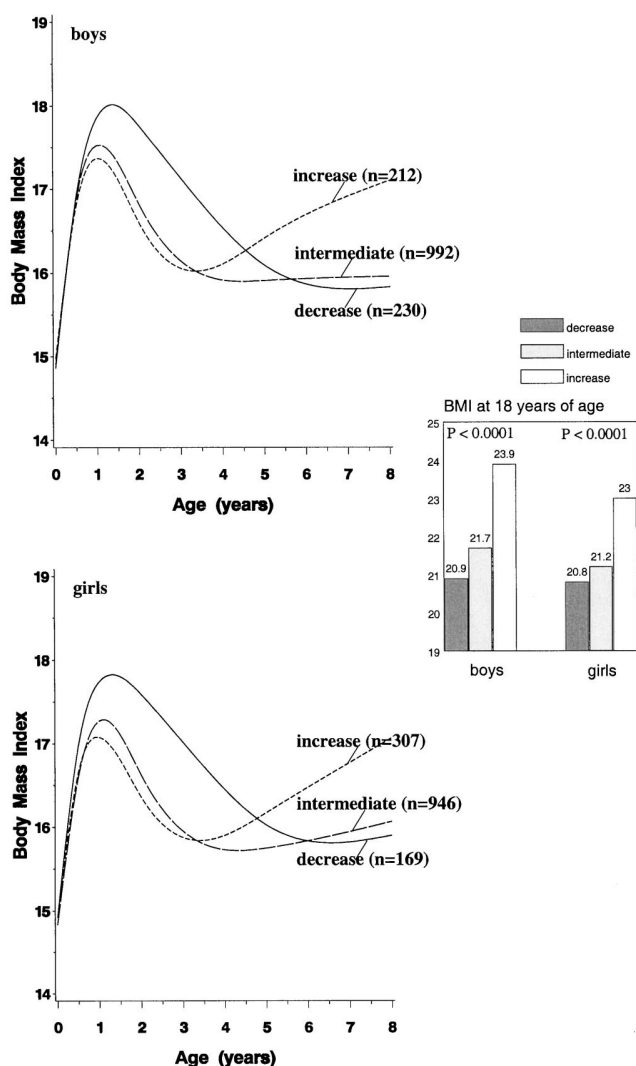 boys
Body Mass Index
19
18
17
16
15
14
increase (n=212)
intermediate (n=992)
decrease (n=230)
0 1 2 3 4 5 6 7 8
Age (years)
decrease
intermediate
increase
BMI at 18 years of age
25
24
23
22
21
20
19
P < 0.0001 P < 0.0001
20.9
21.7
23.9
20.8
21.2
23
boys girls
girls
Body Mass Index
19
18
17
16
15
14
increase (n=307)
intermediate (n=946)
decrease (n=169)
0 1 2 3 4 5 6 7 8
Age (years)